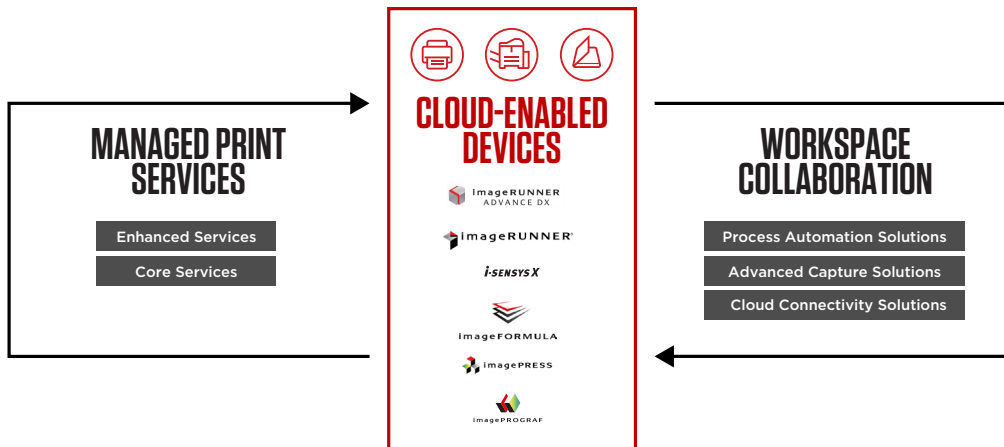 MANAGED PRINT
SERVICES
Enhanced Services
Core Services
CLOUD-ENABLED
DEVICES
imageRUNNER
ADVANCE DX
imageRUNNER®
i-SENSYS X
imageFORMULA
imagePRESS
imagePROGRAF
WORKSPACE
COLLABORATION
Process Automation Solutions
Advanced Capture Solutions
Cloud Connectivity Solutions